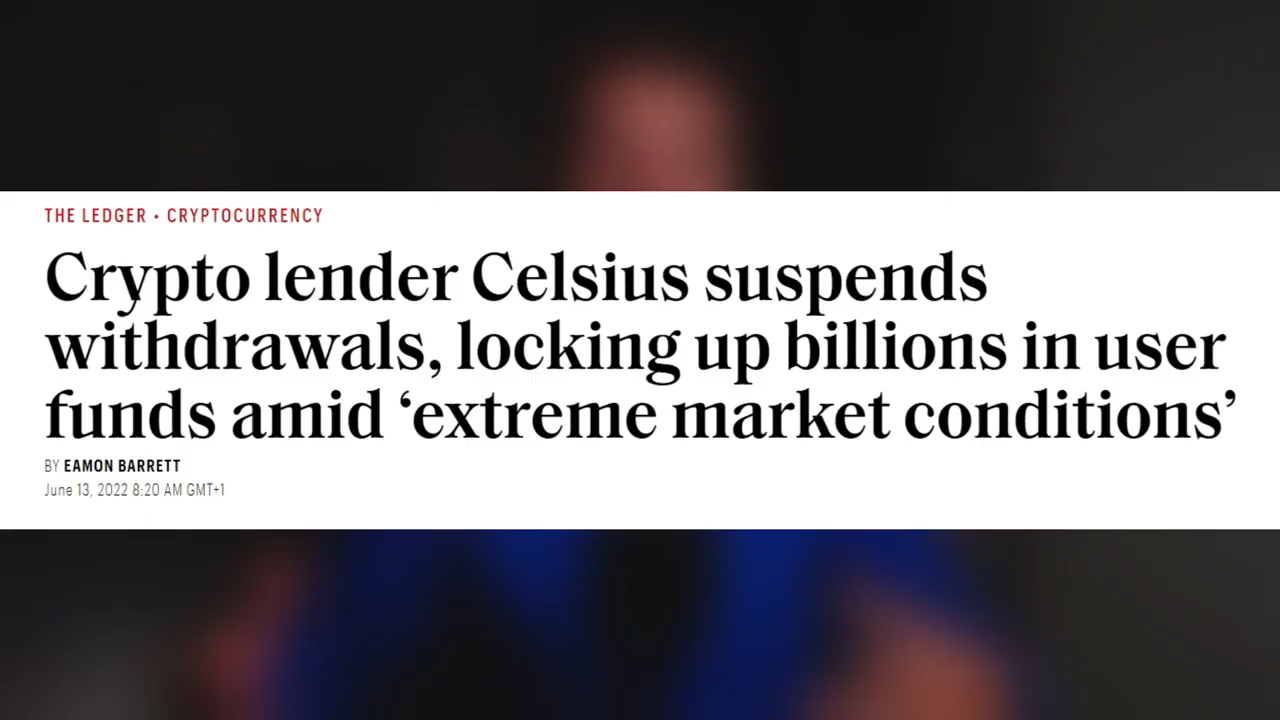 THE LEDGER • CRYPTOCURRENCY
Crypto lender Celsius suspends
withdrawals, locking up billions in user
funds amid ‘extreme market conditions’
BY EAMON BARRETT
June 13, 2022 8:20 AM GMT+1